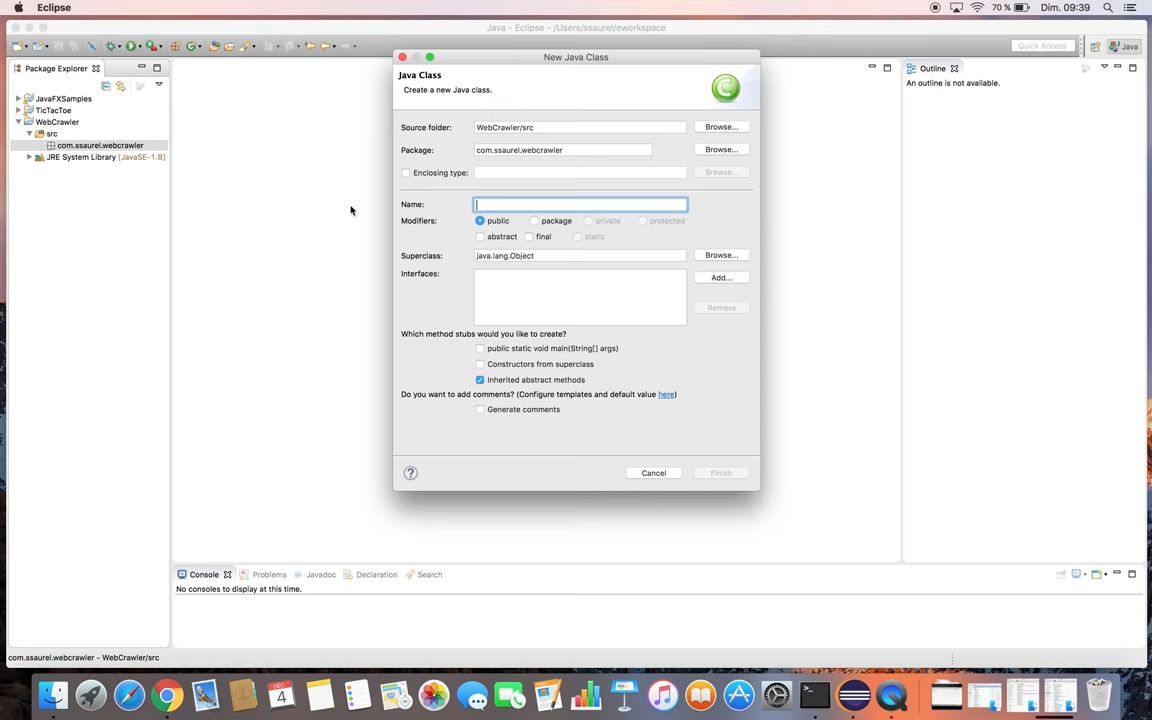 Eclipse
70 %
Dim. 09:39
Java - Eclipse - /Users/ssaurel/eworkspace
Quick Access
Java
Package Explorer
JavaFXSamples
TicTacToe
WebCrawler
src
com.ssaurel.webcrawler
JRE System Library [JavaSE-1.8]
New Java Class
Java Class
Create a new Java class.
C
Source folder:
WebCrawler/src
Browse...
Package:
com.ssaurel.webcrawler
Browse...
Enclosing type:
Browse...
Name:
Modifiers:
public
package
private
protected
abstract
final
static
Superclass:
java.lang.Object
Browse...
Interfaces:
Add...
Remove
Which method stubs would you like to create?
public static void main(String[] args)
Constructors from superclass
Inherited abstract methods
Do you want to add comments? (Configure templates and default value here)
Generate comments
?
Cancel
Finish
Outline
An outline is not available.
Console
Problems
Javadoc
Declaration
Search
No consoles to display at this time.
com.ssaurel.webcrawler - WebCrawler/src
DÉC.
4